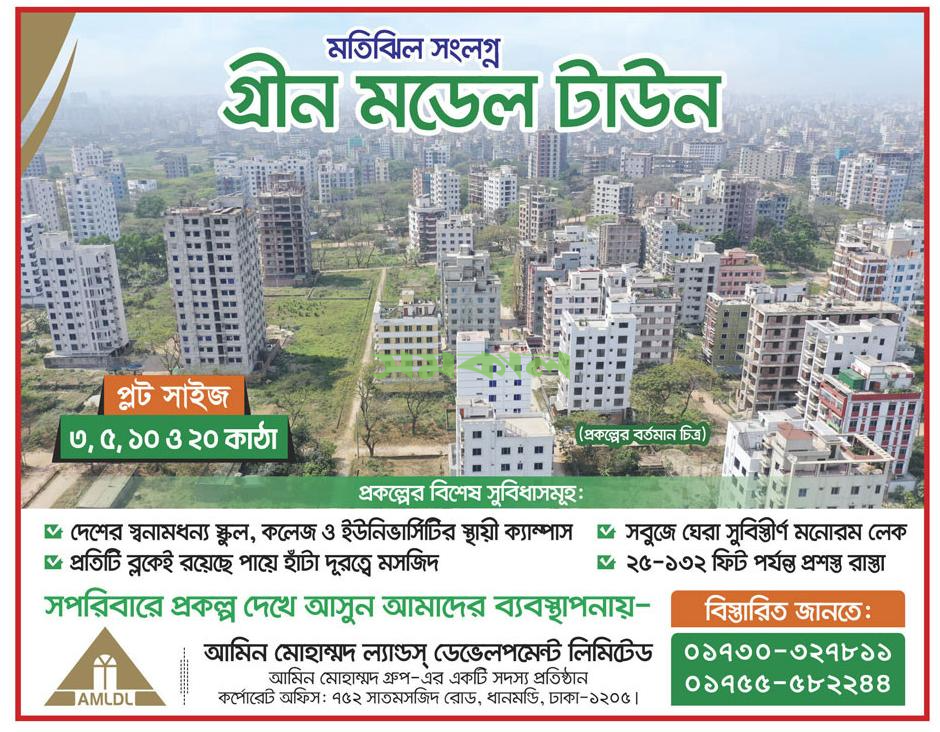 মতিঝিল সংলগ্ন
গ্রীন মডেল টাউন
সমকাল
প্লট সাইজ
৩, ৫, ১০ ও ২০ কাঠা
(প্রকল্পের বর্তমান চিত্র)
প্রকল্পের বিশেষ সুবিধাসমূহ:
দেশের স্বনামধন্য স্কুল, কলেজ ও ইউনিভার্সিটির স্থায়ী ক্যাম্পাস
সবুজে ঘেরা সুবিস্তীর্ণ মনোরম লেক
প্রতিটি ব্লকেই রয়েছে পায়ে হাঁটা দূরত্বে মসজিদ
২৫-১৩২ ফিট পর্যন্ত প্রশস্ত রাস্তা
সপরিবারে প্রকল্প দেখে আসুন আমাদের ব্যবস্থাপনায়-
বিস্তারিত জানতে:
০১৭৩০-৩২৭৮১১
০১৭৫৫-৫৮২২৪৪
AMLDL
আমিন মোহাম্মদ ল্যান্ডস্ ডেভেলপমেন্ট লিমিটেড
আমিন মোহাম্মদ গ্রুপ-এর একটি সদস্য প্রতিষ্ঠান
কর্পোরেট অফিস: ৭৫২ সাতমসজিদ রোড, ধানমন্ডি, ঢাকা-১২০৫।